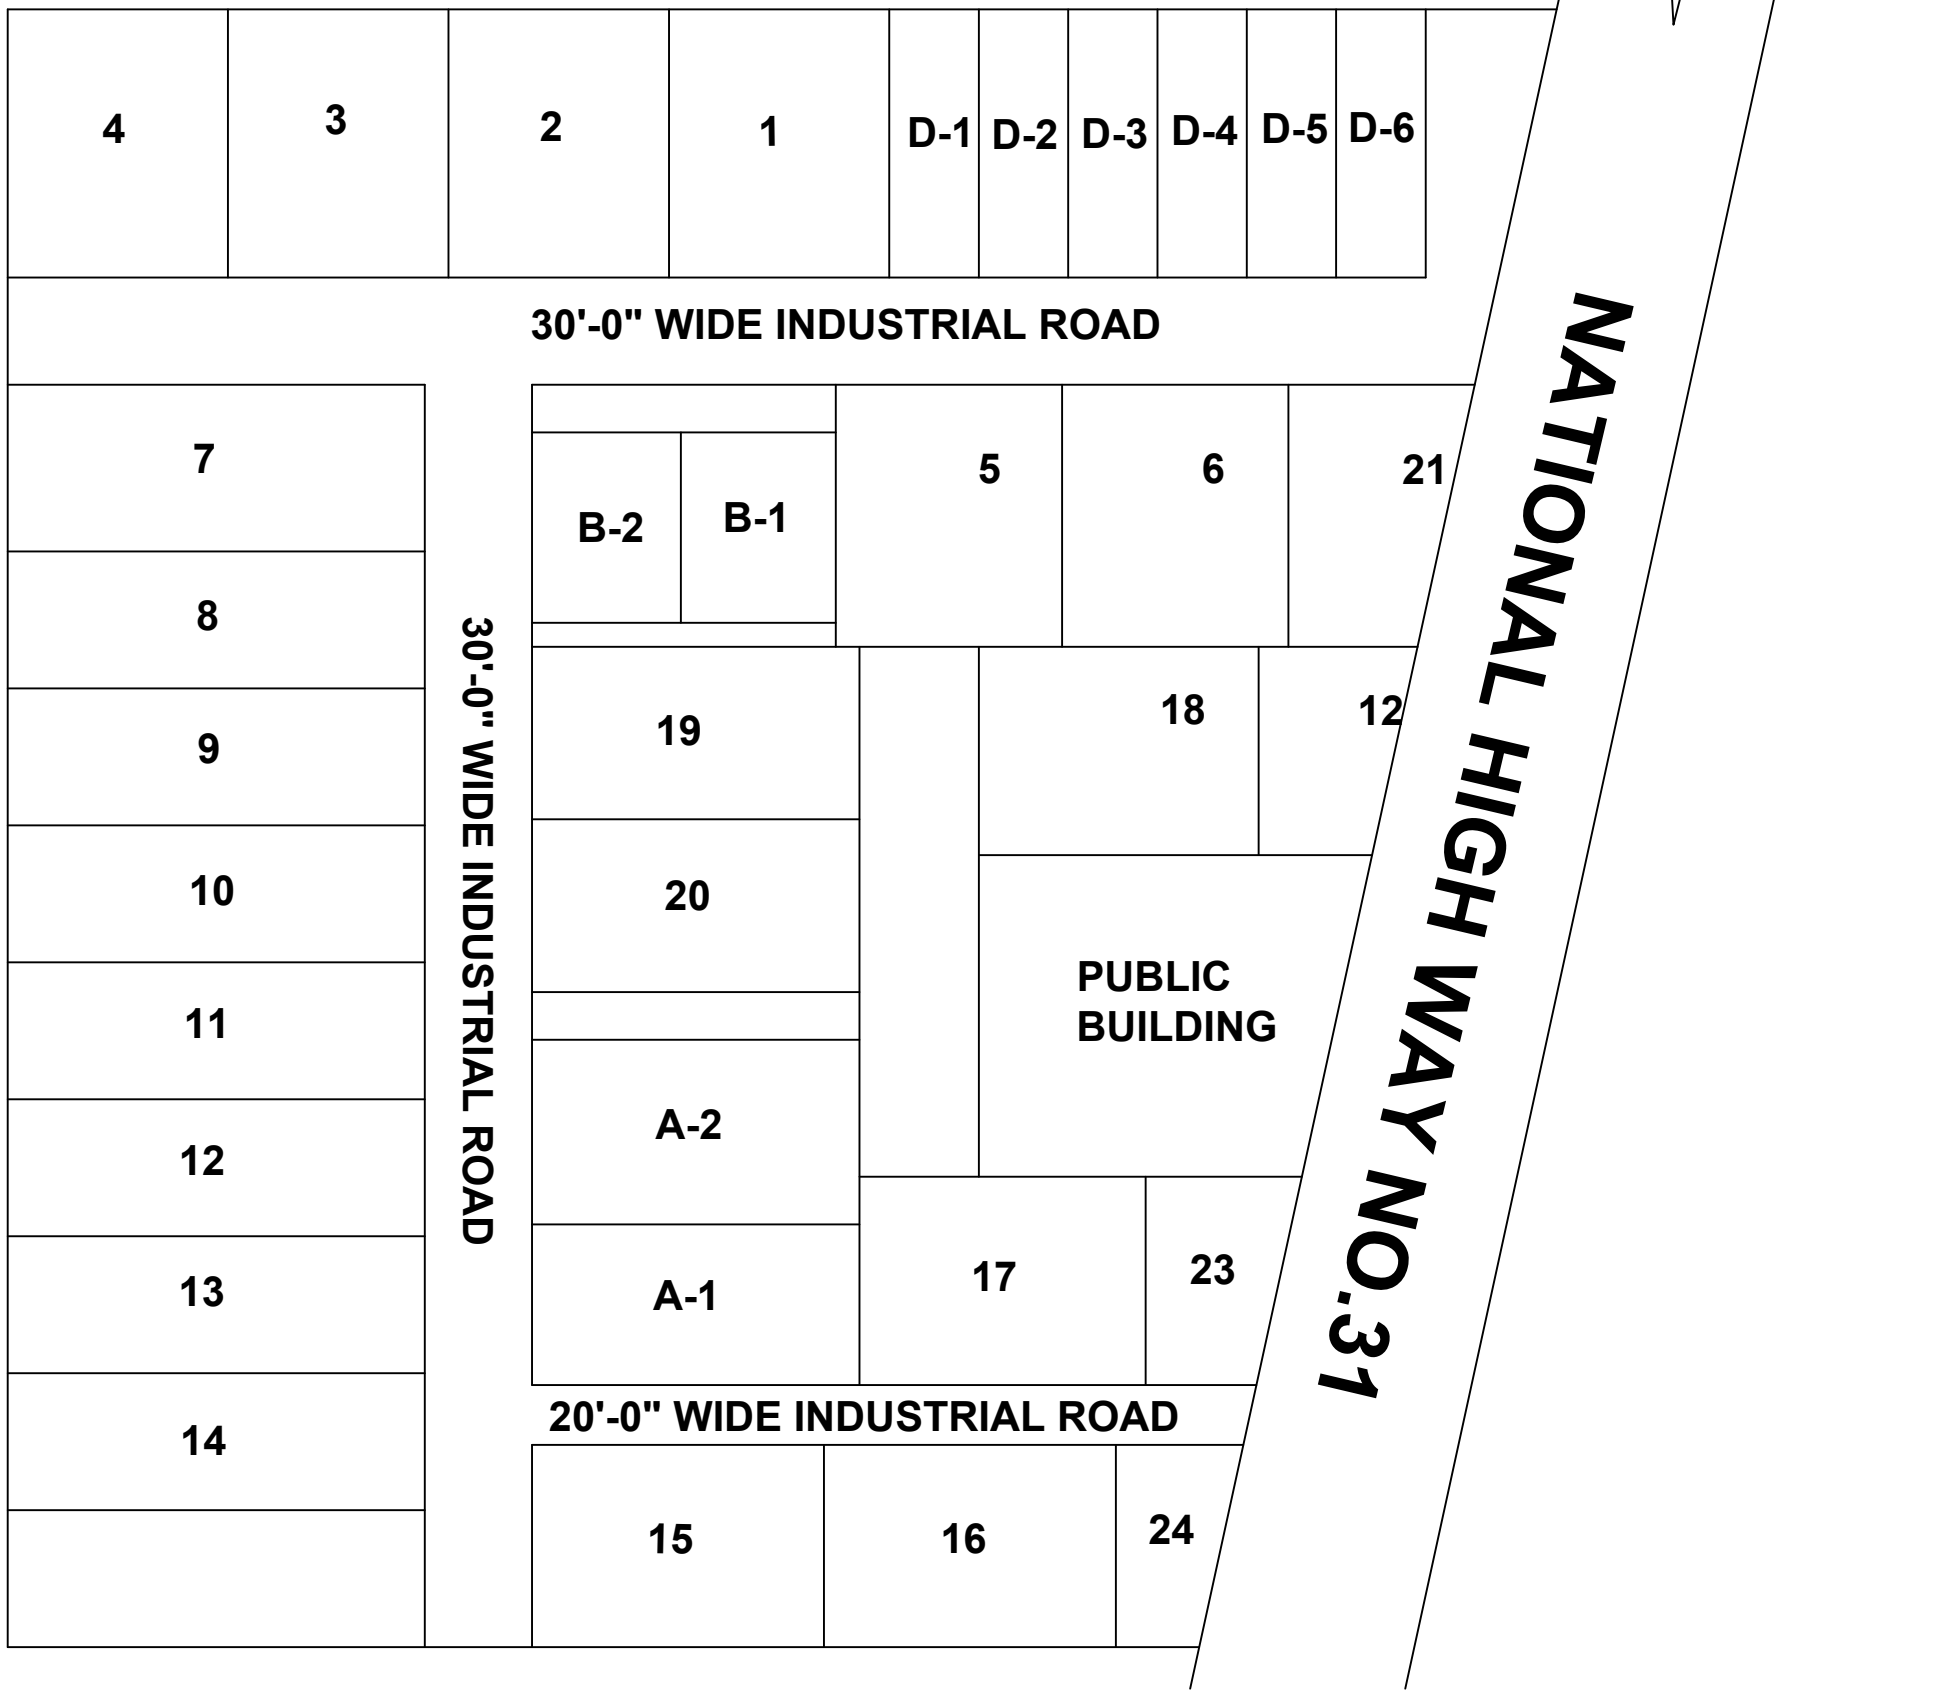 4
3
2
1
D-1
D-2
D-3
D-4
D-5
D-6
30'-0" WIDE INDUSTRIAL ROAD
7
8
9
10
11
12
13
14
30'-0" WIDE INDUSTRIAL ROAD
B-2
B-1
5
6
21
19
18
12
20
PUBLIC
BUILDING
A-2
A-1
17
23
20'-0" WIDE INDUSTRIAL ROAD
15
16
24
NATIONAL HIGH WAY NO.31